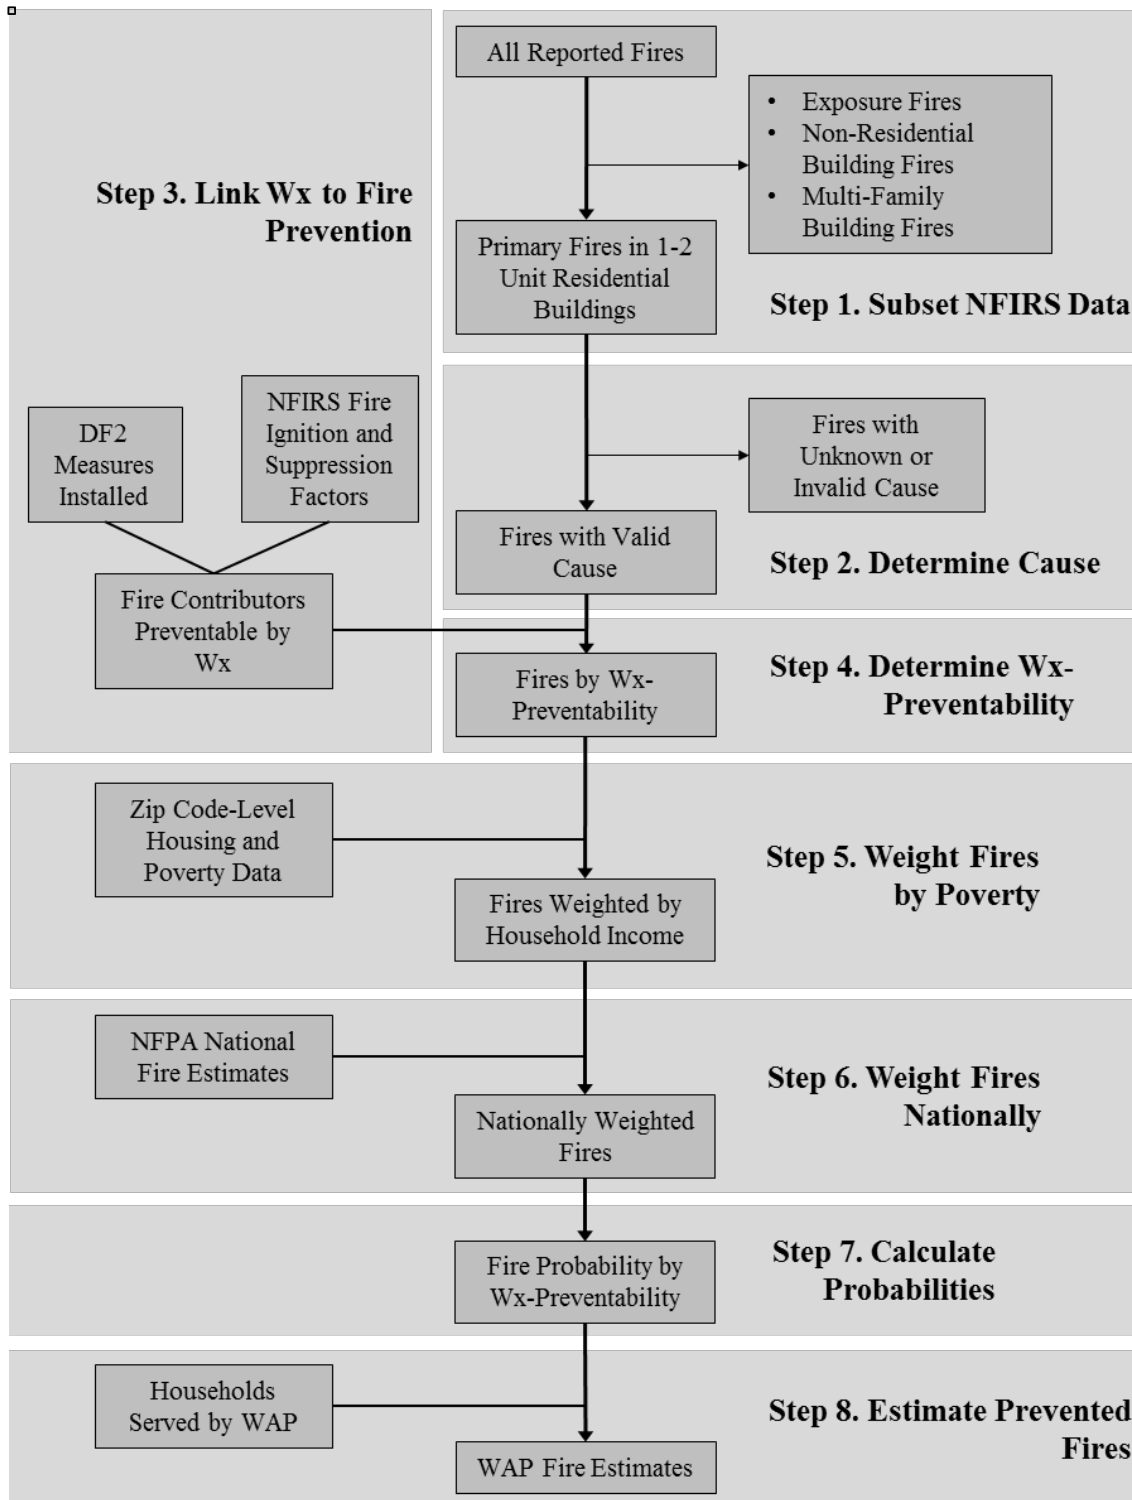 All Reported Fires
• Exposure Fires
• Non-Residential
Building Fires
• Multi-Family
Building Fires
Step 3. Link Wx to Fire
Prevention
Primary Fires in 1-2
Unit Residential
Buildings
Step 1. Subset NFIRS Data
DF2
Measures
Installed
NFIRS Fire
Ignition and
Suppression
Factors
Fires with
Unknown or
Invalid Cause
Fires with Valid
Cause
Step 2. Determine Cause
Fire Contributors
Preventable by
Wx
Fires by Wx-
Preventability
Step 4. Determine Wx-
Preventability
Zip Code-Level
Housing and
Poverty Data
Step 5. Weight Fires
by Poverty
Fires Weighted by
Household Income
NFPA National
Fire Estimates
Step 6. Weight Fires
Nationally
Nationally Weighted
Fires
Step 7. Calculate
Probabilities
Fire Probability by
Wx-Preventability
Households
Served by WAP
Step 8. Estimate Prevented
Fires
WAP Fire Estimates